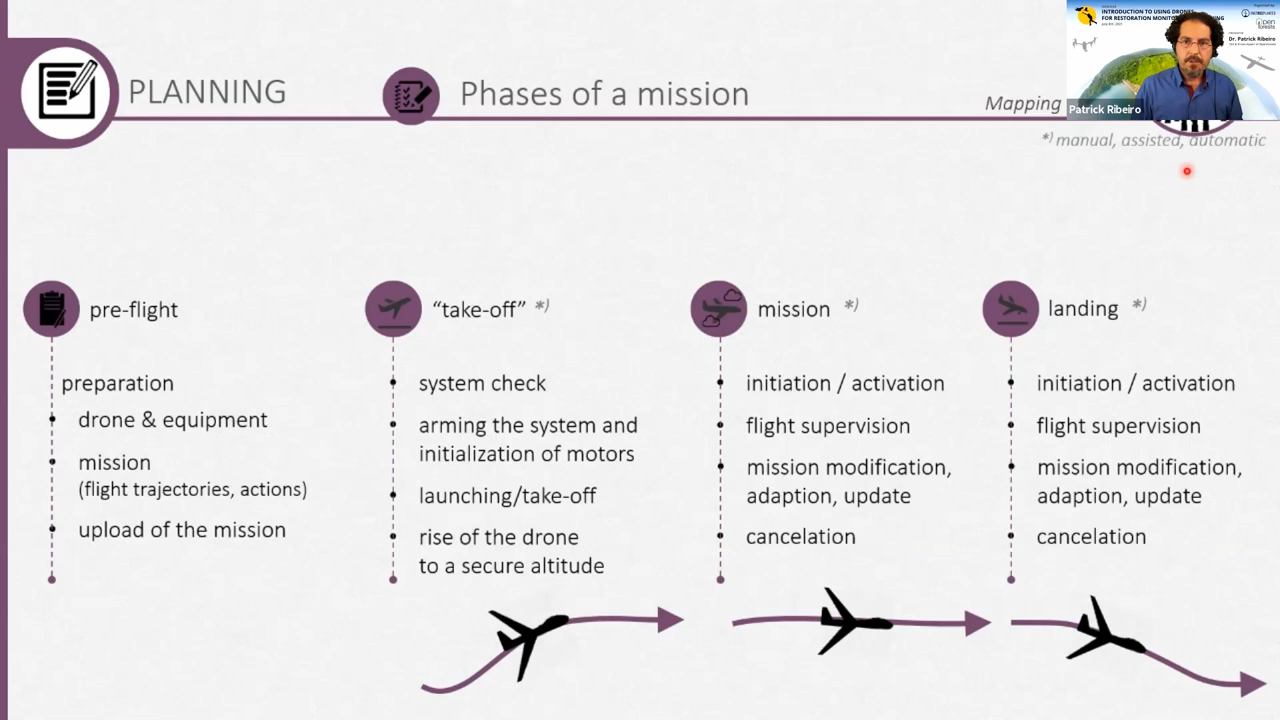 PLANNING
Phases of a mission
Mapping
*) manual, assisted, automatic
INTRODUCTION TO USING DRONES
FOR RESTORATION
Dr. Patrick Ribeiro
Patrick Ribeiro
pre-flight
preparation
drone & equipment
mission
(flight trajectories, actions)
upload of the mission
“take-off” *)
system check
arming the system and
initialization of motors
launching/take-off
rise of the drone
to a secure altitude
mission *)
initiation / activation
flight supervision
mission modification,
adaption, update
cancelation
landing *)
initiation / activation
flight supervision
mission modification,
adaption, update
cancelation